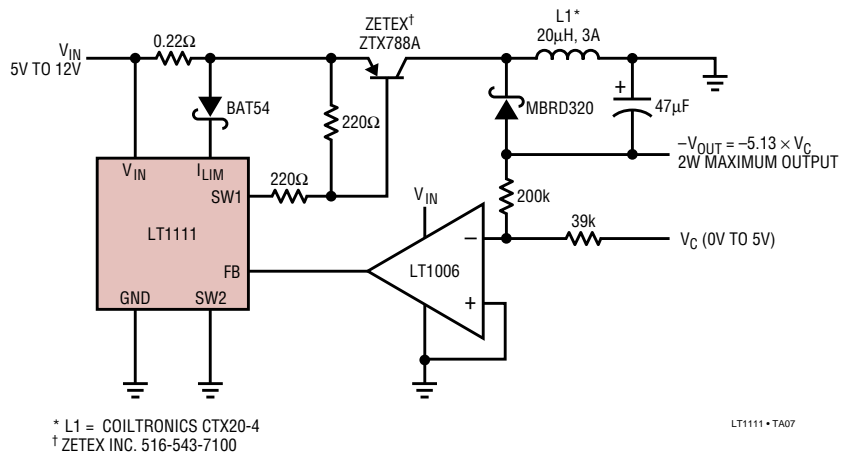 L1*
20µH, 3A
ZETEX†
ZTX788A
VIN
5V TO 12V
0.22Ω
BAT54
220Ω
MBRD320
+
47µF
–VOUT = –5.13 × VC
2W MAXIMUM OUTPUT
VIN
ILIM
SW1
220Ω
VIN
200k
39k
VC (0V TO 5V)
LT1111
–
LT1006
FB
+
GND
SW2
* L1 = COILTRONICS CTX20-4
† ZETEX INC. 516-543-7100
LT1111 • TA07